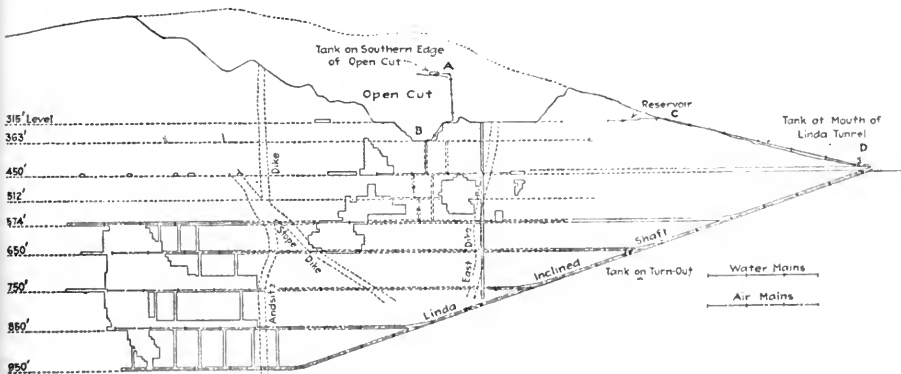 Tank on Southern Edge
of Open Cut
A
Open Cut
Reservoir
C
Tank at Mouth of
Linda Tunnel
D
B
315' Level
363'
450'
512'
574'
650'
750'
850'
950'
Dike
Slope Dike
Andsitz
East Dike
Linda Inclined Shaft
Tank on Turn-Out
Water Mains
Air Mains